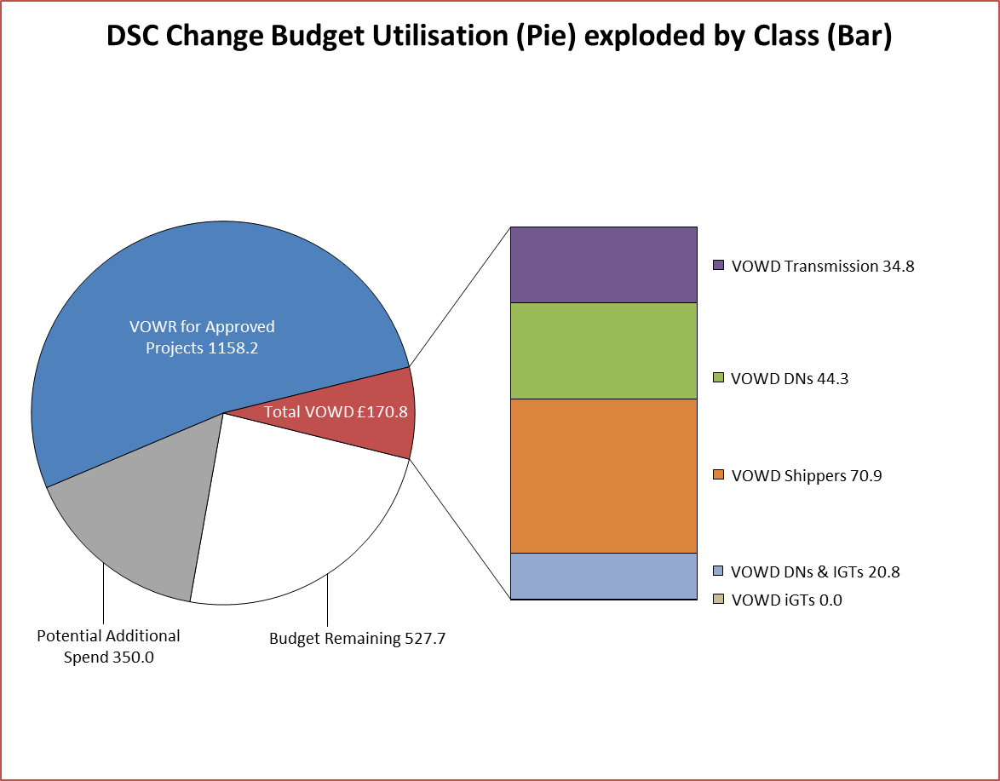 DSC Change Budget Utilisation (Pie) exploded by Class (Bar)
VOWR for Approved
Projects 1158.2
Total VOWD £170.8
Potential Additional
Spend 350.0
Budget Remaining 527.7
VOWD Transmission 34.8
VOWD DNs 44.3
VOWD Shippers 70.9
VOWD DNs & IGTs 20.8
VOWD iGTs 0.0